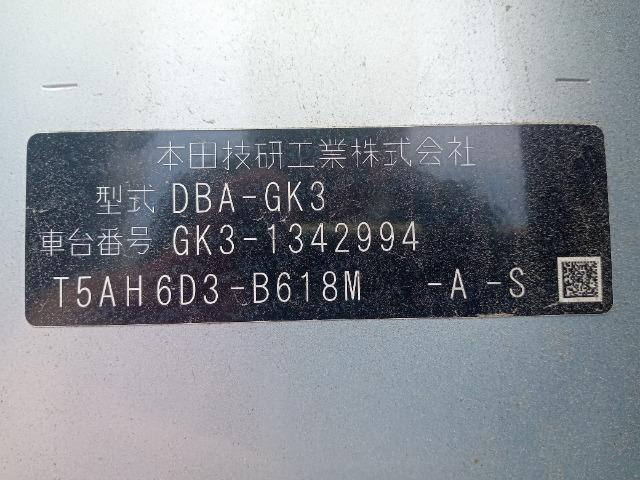 本田技研工業株式会社
型式 DBA-GK3
車台番号 GK3-1342994
T5AH6D3-B618M -A-S